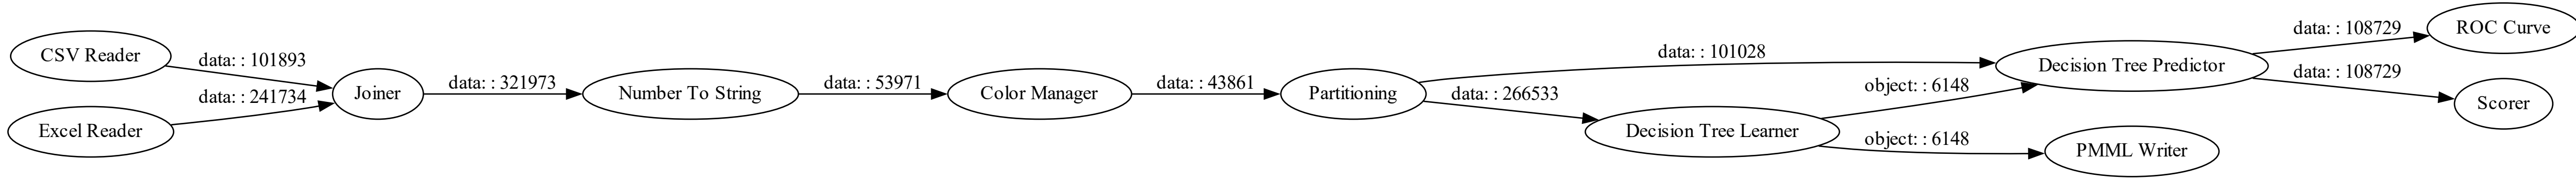 CSV Reader
data: : 101893
Excel Reader
data: : 241734
Joiner
data: : 321973
Number To String
data: : 53971
Color Manager
data: : 43861
Partitioning
data: : 101028
data: : 266533
Decision Tree Learner
object: : 6148
object: : 6148
Decision Tree Predictor
PMML Writer
data: : 108729
data: : 108729
ROC Curve
Scorer